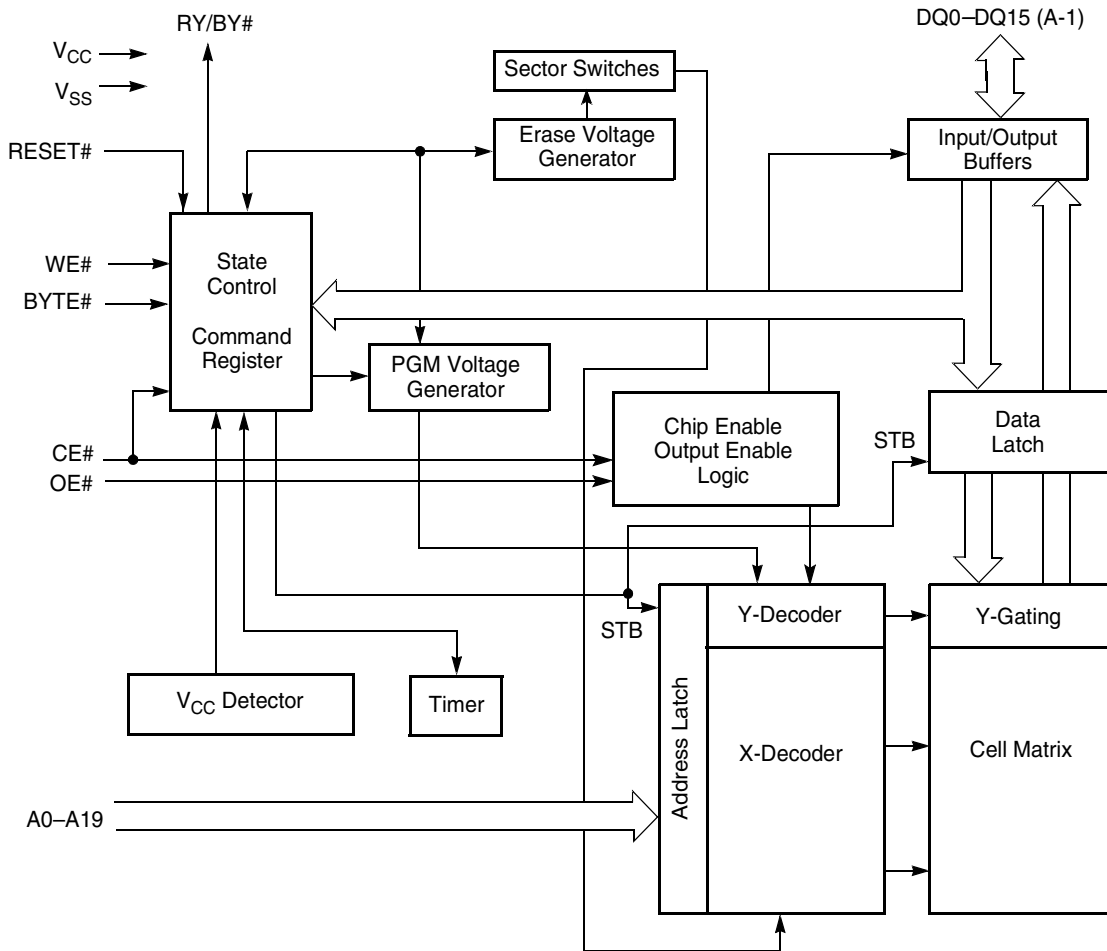 RY/BY#
DQ0–DQ15 (A-1)
VCC
VSS
Sector Switches
RESET#
Erase Voltage
Generator
Input/Output
Buffers
WE#
BYTE#
State
Control
Command
Register
PGM Voltage
Generator
Chip Enable
Output Enable
Logic
STB
Data
Latch
CE#
OE#
STB
Y-Decoder
Y-Gating
VCC Detector
Timer
Address Latch
X-Decoder
Cell Matrix
A0–A19